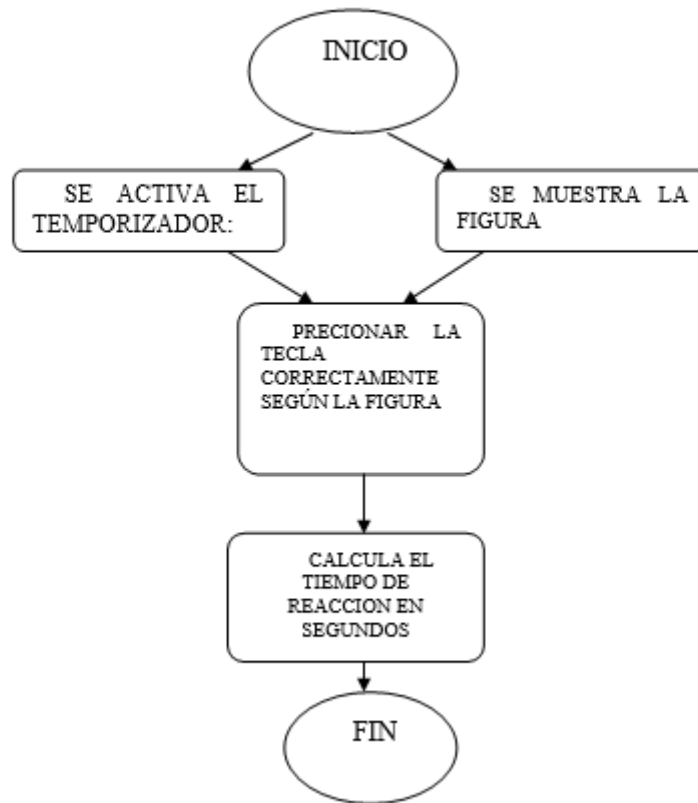 INICIO
SE ACTIVA EL
TEMPORIZADOR:
SE MUESTRA LA
FIGURA
PRECIONAR LA
TECLA
CORRECTAMENTE
SEGÚN LA FIGURA
CALCULA EL
TIEMPO DE
REACCION EN
SEGUNDOS
FIN